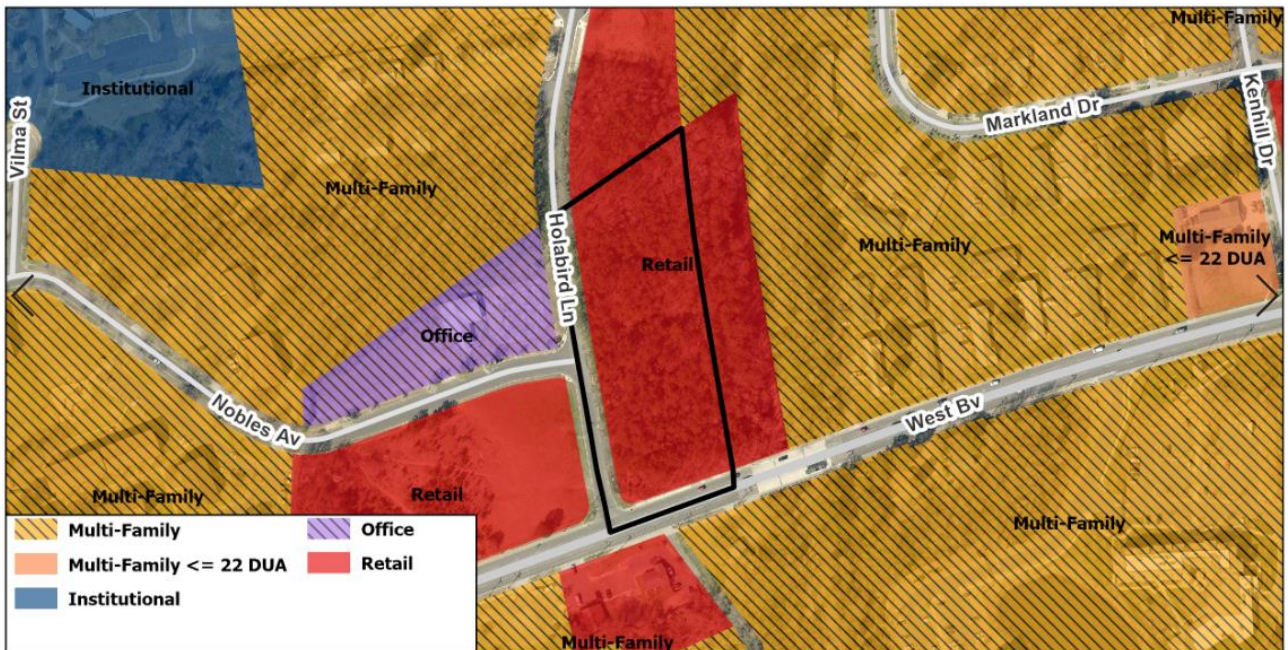 Multi-Family
Institutional
Vilma St
Markland Dr
Kenhill Dr
Multi-Family
Holabird Ln
Multi-Family
Multi-Family
<= 22 DUA
Retail
Office
Nobles Av
West Bv
Multi-Family
Retail
Multi-Family
Multi-Family
Multi-Family
Multi-Family <= 22 DUA
Institutional
Office
Retail